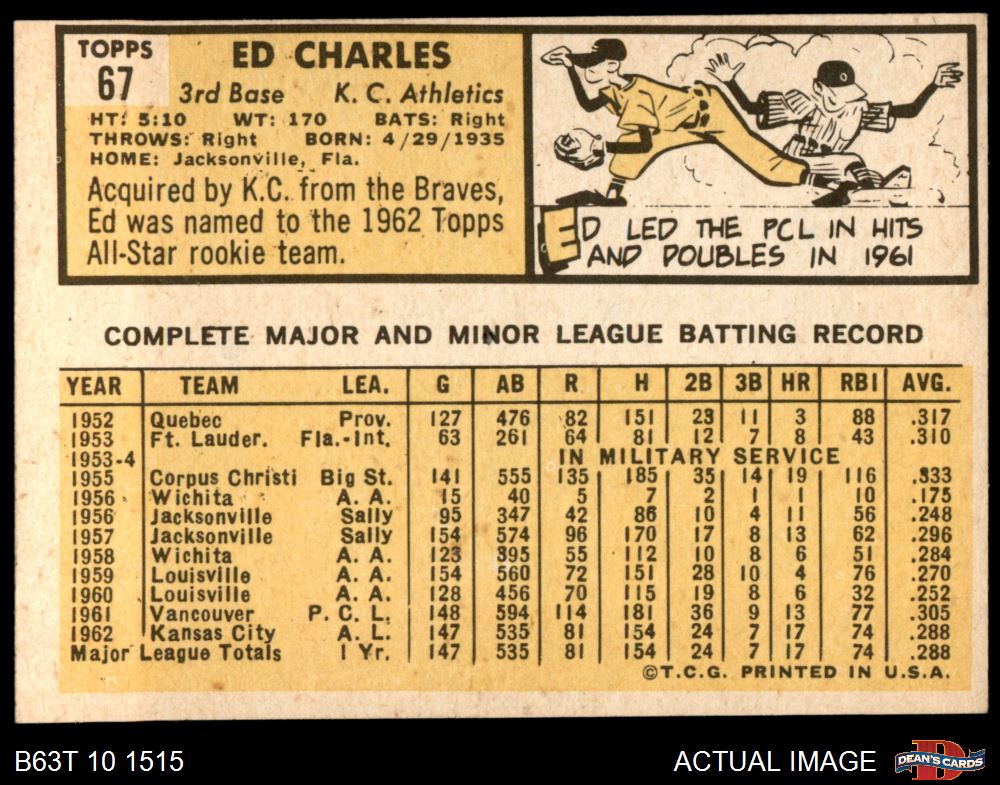 TOPPS
67
ED CHARLES
3rd Base K. C. Athletics
HT: 5:10 WT: 170 BATS: Right
THROWS: Right BORN: 4/29/1935
HOME: Jacksonville, Fla.
Acquired by K.C. from the Braves,
Ed was named to the 1962 Topps
All-Star rookie team.
ED LED THE PCL IN HITS
AND DOUBLES IN 1961
COMPLETE MAJOR AND MINOR LEAGUE BATTING RECORD
YEAR TEAM LEA. G AB R H 2B 3B HR RBI AVG.
1952 Quebec Prov. 127 476 82 151 23 11 3 88 .317
1953 Ft. Lauder. Fla.-Int. 63 261 64 81 12 7 8 43 .310
1953-4 IN MILITARY SERVICE
1955 Corpus Christi Big St. 141 555 135 185 35 14 19 116 .333
1956 Wichita A. A. 15 40 5 7 2 1 1 10 .175
1956 Jacksonville Sally 95 347 42 86 10 4 11 56 .248
1957 Jacksonville Sally 154 574 96 170 17 8 13 62 .296
1958 Wichita A. A. 123 395 55 112 10 8 6 51 .284
1959 Louisville A. A. 154 560 72 151 28 10 4 76 .270
1960 Louisville A. A. 128 456 70 115 19 8 6 32 .252
1961 Vancouver P. C. L. 148 594 114 181 36 9 13 77 .305
1962 Kansas City A. L. 147 535 81 154 24 7 17 74 .288
Major League Totals 1 Yr. 147 535 81 154 24 7 17 74 .288
©T.C.G. PRINTED IN U.S.A.
B63T 10 1515 ACTUAL IMAGE DEAN'S CARDS